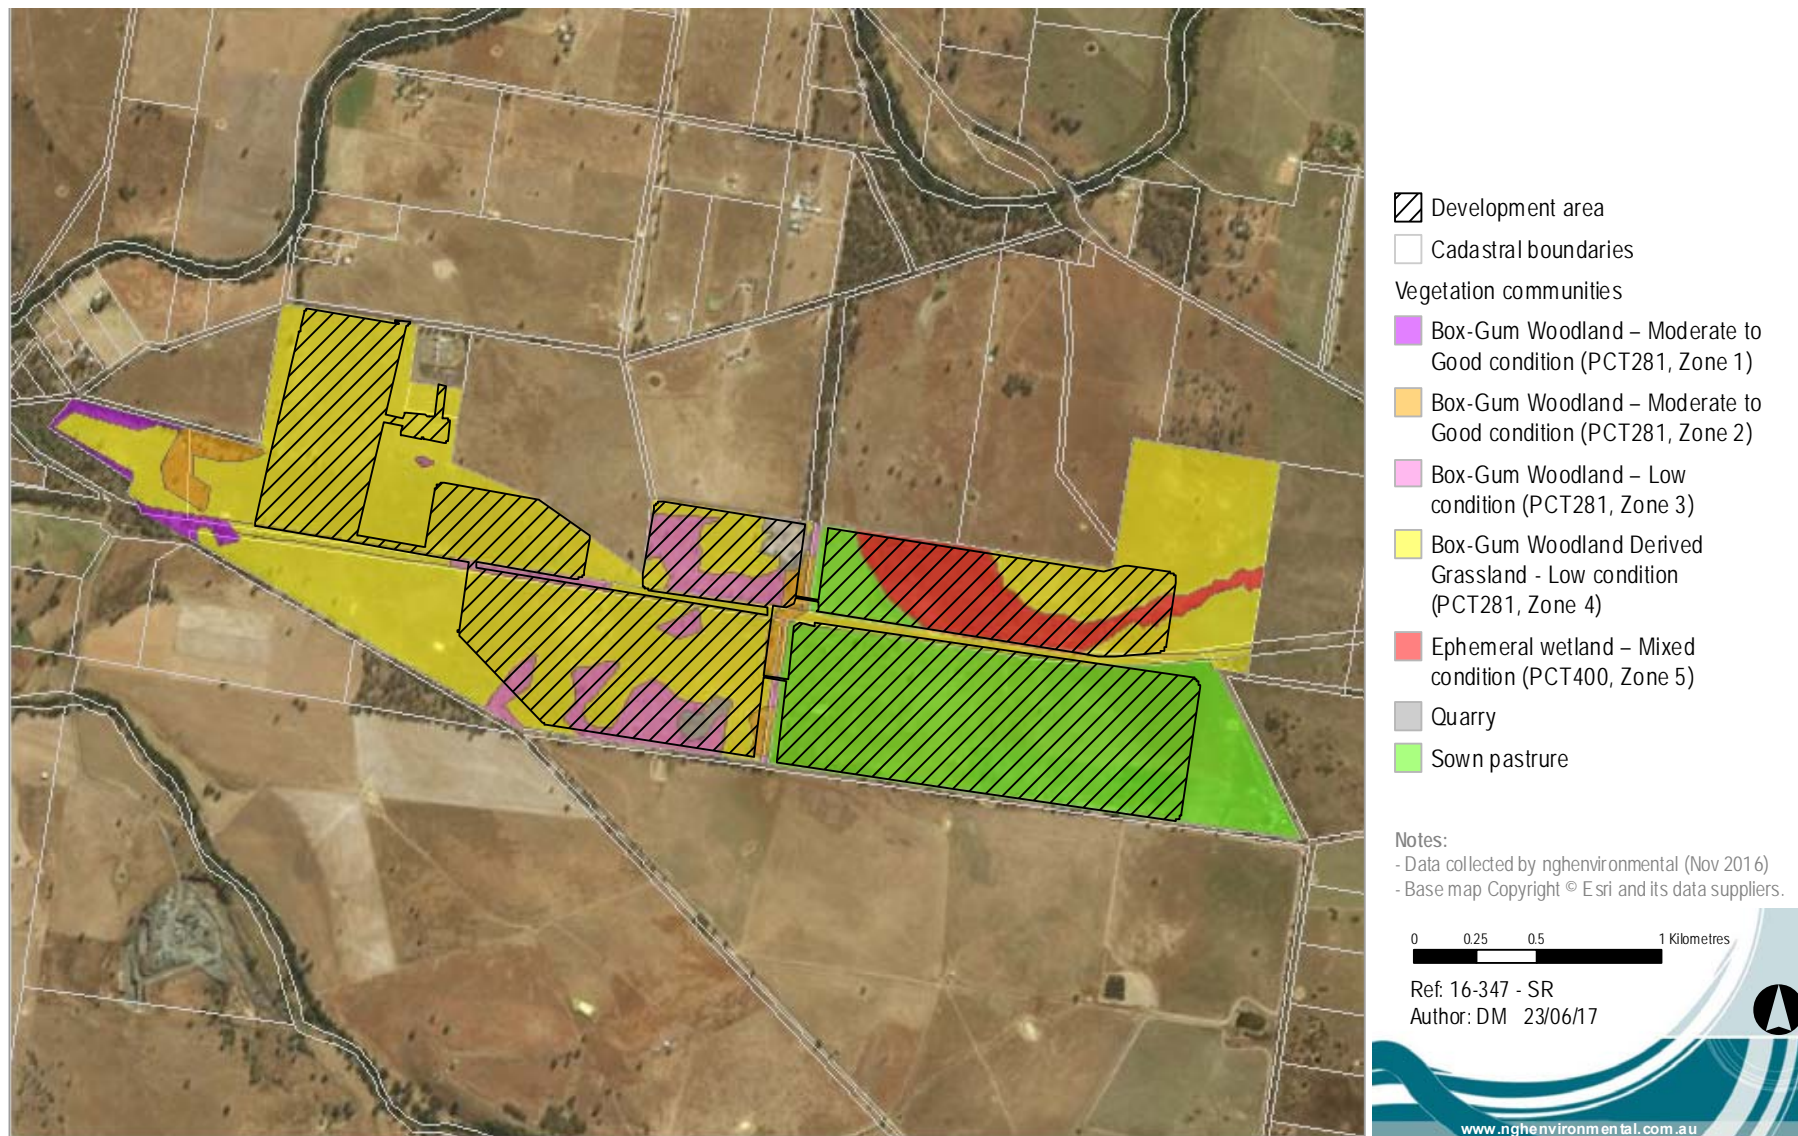 Development area
Cadastral boundaries
Vegetation communities
Box-Gum Woodland – Moderate to
Good condition (PCT281, Zone 1)
Box-Gum Woodland – Moderate to
Good condition (PCT281, Zone 2)
Box-Gum Woodland – Low
condition (PCT281, Zone 3)
Box-Gum Woodland Derived
Grassland - Low condition
(PCT281, Zone 4)
Ephemeral wetland – Mixed
condition (PCT400, Zone 5)
Quarry
Sown pastrure
Notes:
- Data collected by nghenvironmental (Nov 2016)
- Base map Copyright © Esri and its data suppliers.
0 0.25 0.5 1 Kilometres
Ref: 16-347 - SR
Author: DM 23/06/17
www.nghenvironmental.com.au